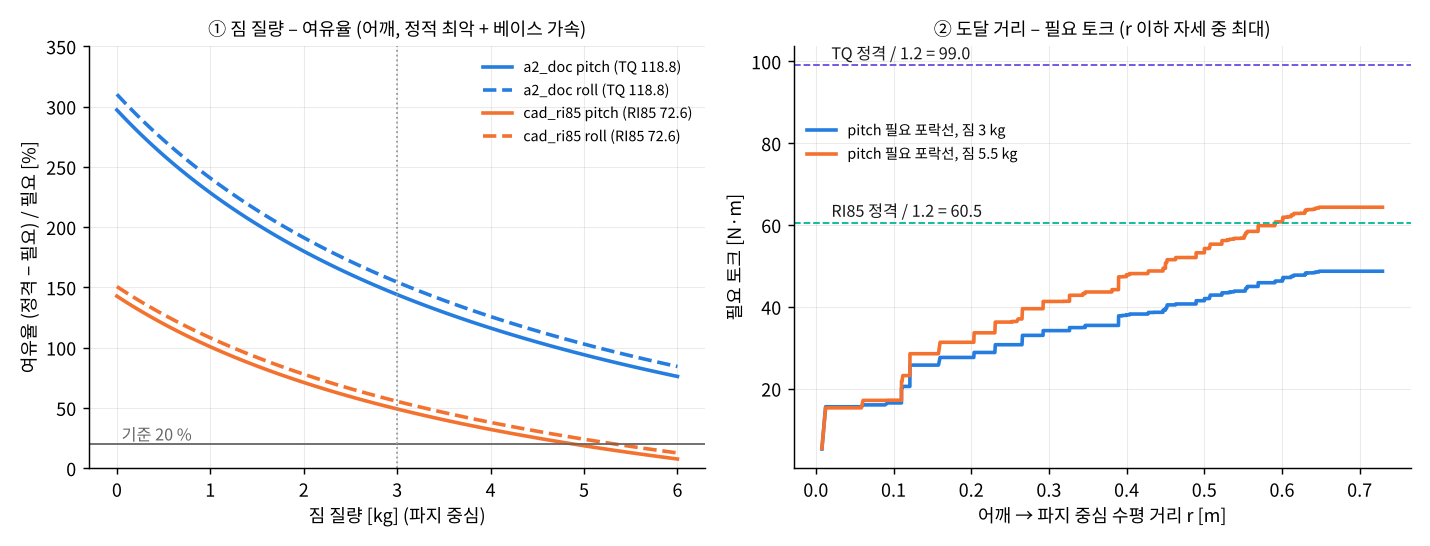 ① 짐 질량 – 여유율 (어깨, 정적 최악 + 베이스 가속)
여유율 (정격 − 필요) / 필요 [%]
350
300
250
200
150
100
50
0
a2_doc pitch (TQ 118.8)
a2_doc roll (TQ 118.8)
cad_ri85 pitch (RI85 72.6)
cad_ri85 roll (RI85 72.6)
기준 20 %
0 1 2 3 4 5 6
짐 질량 [kg] (파지 중심)
② 도달 거리 – 필요 토크 (r 이하 자세 중 최대)
필요 토크 [N · m]
100
80
60
40
20
TQ 정격 / 1.2 = 99.0
pitch 필요 포락선, 짐 3 kg
pitch 필요 포락선, 짐 5.5 kg
RI85 정격 / 1.2 = 60.5
0.0 0.1 0.2 0.3 0.4 0.5 0.6 0.7
어깨 → 파지 중심 수평 거리 r [m]